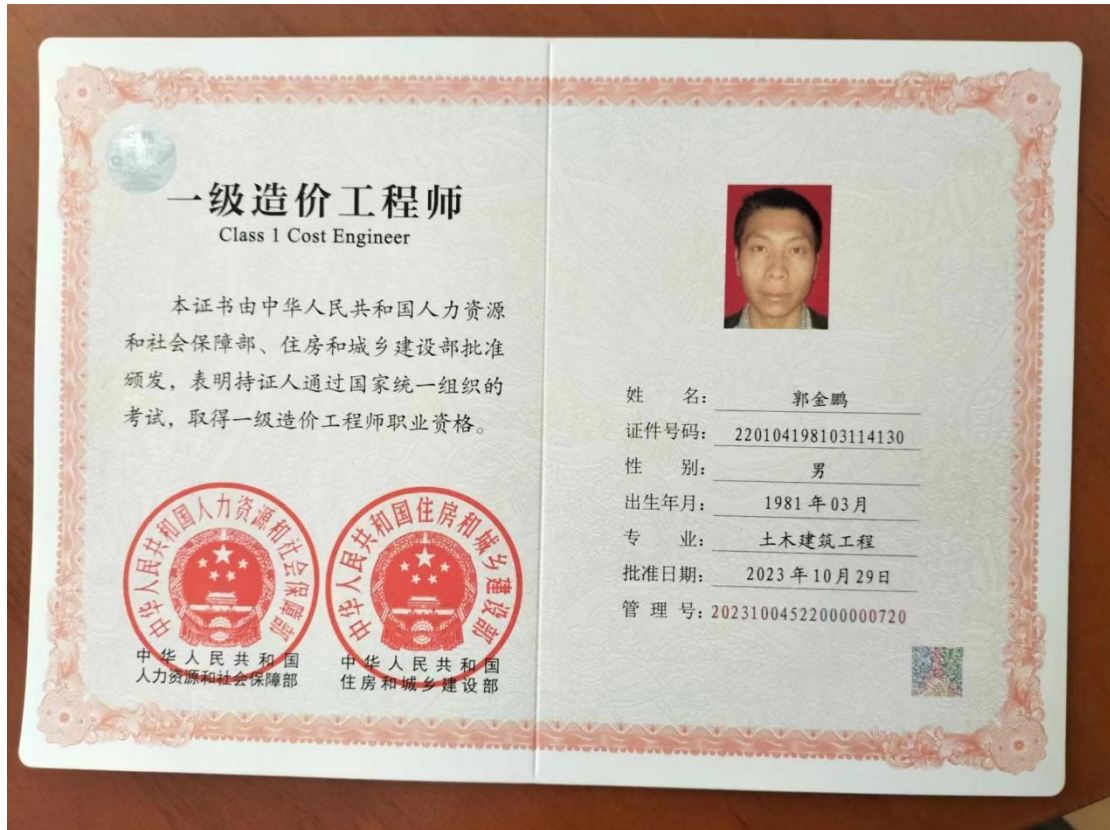 一级造价工程师
Class 1 Cost Engineer
本证书由中华人民共和国人力资源
和社会保障部、住房和城乡建设部批准
颁发，表明持证人通过国家统一组织的
考试，取得一级造价工程师职业资格。
中华人民共和国人力资源和社会保障部
中华人民共和国
人力资源和社会保障部
中华人民共和国住房和城乡建设部
中华人民共和国
住房和城乡建设部
姓 名： 郭金鹏
证件号码： 220104198103114130
性 别： 男
出生年月： 1981年03月
专 业： 土木建筑工程
批准日期： 2023年10月29日
管 理 号：20231004522000000720